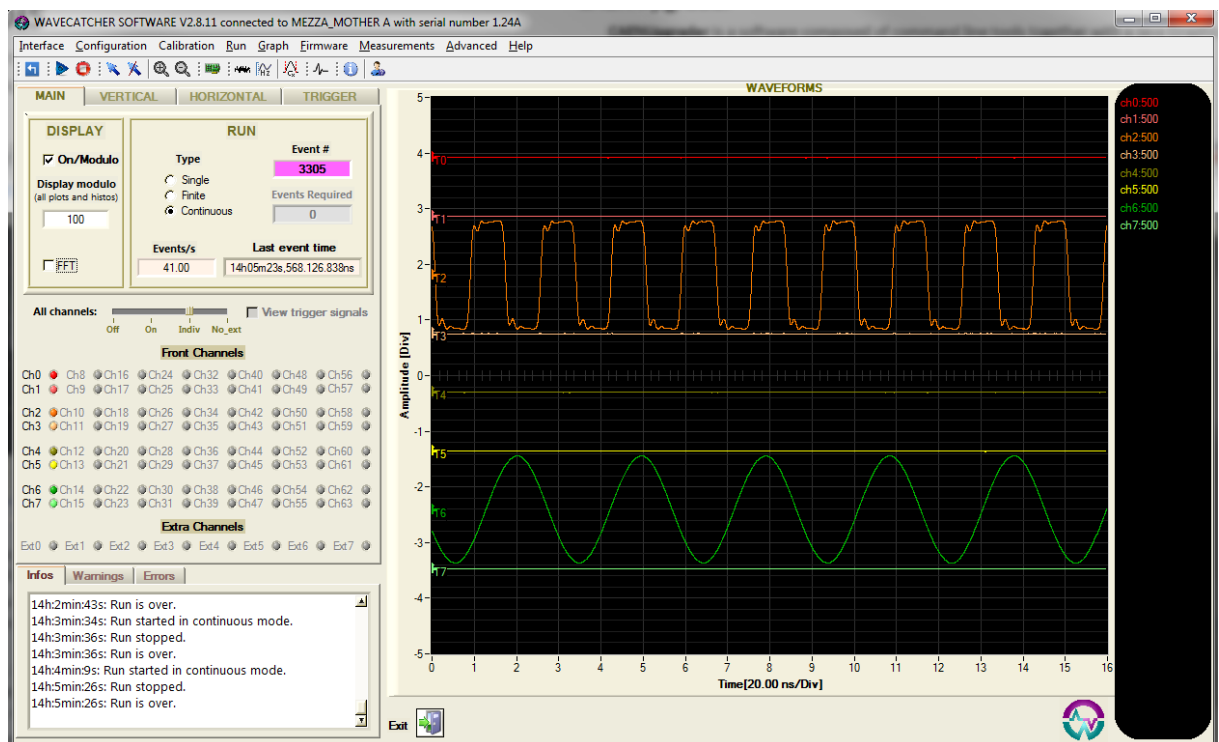 WAVECATCHER SOFTWARE V2.8.11 connected to MEZZA_MOTHER A with serial number 1.24A
Interface Configuration Calibration Run Graph Firmware Measurements Advanced Help
MAIN VERTICAL HORIZONTAL TRIGGER
DISPLAY
On/Modulo
Display modulo
(all plots and histos)
100
FFT
RUN
Type
Single
Finite
Continuous
Event #
3305
Events Required
0
Events/s
41.00
Last event time
14h05m23s,568.126.838ns
All channels:
Off On Indiv No_ext
View trigger signals
Front Channels
Ch0 Ch8 Ch16 Ch24 Ch32 Ch40 Ch48 Ch56
Ch1 Ch9 Ch17 Ch25 Ch33 Ch41 Ch49 Ch57
Ch2 Ch10 Ch18 Ch26 Ch34 Ch42 Ch50 Ch58
Ch3 Ch11 Ch19 Ch27 Ch35 Ch43 Ch51 Ch59
Ch4 Ch12 Ch20 Ch28 Ch36 Ch44 Ch52 Ch60
Ch5 Ch13 Ch21 Ch29 Ch37 Ch45 Ch53 Ch61
Ch6 Ch14 Ch22 Ch30 Ch38 Ch46 Ch54 Ch62
Ch7 Ch15 Ch23 Ch31 Ch39 Ch47 Ch55 Ch63
Extra Channels
Ext0 Ext1 Ext2 Ext3 Ext4 Ext5 Ext6 Ext7
Infos Warnings Errors
14h:2min:43s: Run is over.
14h:3min:34s: Run started in continuous mode.
14h:3min:36s: Run stopped.
14h:3min:36s: Run is over.
14h:4min:9s: Run started in continuous mode.
14h:5min:26s: Run stopped.
14h:5min:26s: Run is over.
WAVEFORMS
Amplitude [Div]
5
4
3
2
1
0
-1
-2
-3
-4
-5
T0
T1
T2
T3
T4
T5
T6
T7
0 1 2 3 4 5 6 7 8 9 10 11 12 13 14 15 16
Time[20.00 ns/Div]
ch0:500
ch1:500
ch2:500
ch3:500
ch4:500
ch5:500
ch6:500
ch7:500
Exit